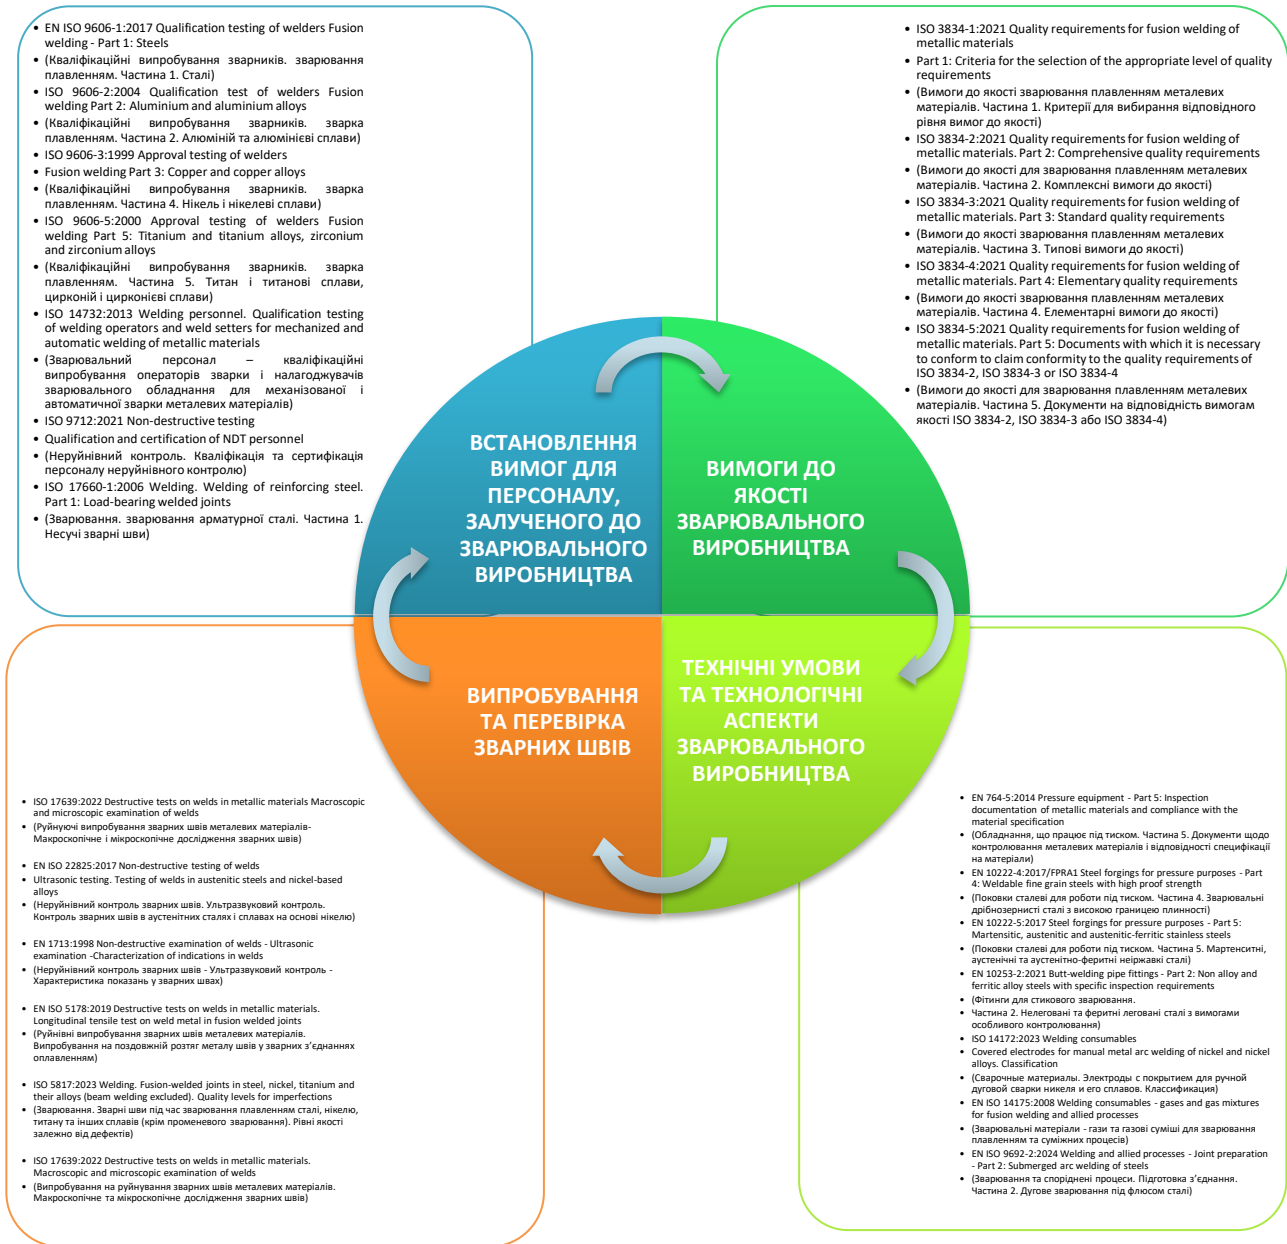 • EN ISO 9606-1:2017 Qualification testing of welders Fusion
welding - Part 1: Steels
• (Кваліфікаційні випробування зварників. зварювання
плавленням. Частина 1. Сталі)
• ISO 9606-2:2004 Qualification test of welders Fusion
welding Part 2: Aluminium and aluminium alloys
• (Кваліфікаційні випробування зварників. зварка
плавленням. Частина 2. Алюміній та алюмінієві сплави)
• ISO 9606-3:1999 Approval testing of welders
• Fusion welding Part 3: Copper and copper alloys
• (Кваліфікаційні випробування зварників. зварка
плавленням. Частина 4. Нікель і нікелеві сплави)
• ISO 9606-5:2000 Approval testing of welders Fusion
welding Part 5: Titanium and titanium alloys, zirconium
and zirconium alloys
• (Кваліфікаційні випробування зварників. зварка
плавленням. Частина 5. Титан і титанові сплави,
цирконій і цирконієві сплави)
• ISO 14732:2013 Welding personnel. Qualification testing
of welding operators and weld setters for mechanized and
automatic welding of metallic materials
• (Зварювальний персонал – кваліфікаційні
випробування операторів зварки і налагоджувачів
зварювального обладнання для механізованої і
автоматичної зварки металевих матеріалів)
• ISO 9712:2021 Non-destructive testing
• Qualification and certification of NDT personnel
• (Неруйнівний контроль. Кваліфікація та сертифікація
персоналу неруйнівного контролю)
• ISO 17660-1:2006 Welding. Welding of reinforcing steel.
Part 1: Load-bearing welded joints
• (Зварювання. зварювання арматурної сталі. Частина 1.
Несучі зварні шви)
• ISO 3834-1:2021 Quality requirements for fusion welding of
metallic materials
• Part 1: Criteria for the selection of the appropriate level of quality
requirements
• (Вимоги до якості зварювання плавленням металевих
матеріалів. Частина 1. Критерії для вибирання відповідного
рівня вимог до якості)
• ISO 3834-2:2021 Quality requirements for fusion welding of
metallic materials. Part 2: Comprehensive quality requirements
• (Вимоги до якості для зварювання плавленням металевих
матеріалів. Частина 2. Комплексні вимоги до якості)
• ISO 3834-3:2021 Quality requirements for fusion welding of
metallic materials. Part 3: Standard quality requirements
• (Вимоги до якості зварювання плавленням металевих
матеріалів. Частина 3. Типові вимоги до якості)
• ISO 3834-4:2021 Quality requirements for fusion welding of
metallic materials. Part 4: Elementary quality requirements
• (Вимоги до якості зварювання плавленням металевих
матеріалів. Частина 4. Елементарні вимоги до якості)
• ISO 3834-5:2021 Quality requirements for fusion welding of
metallic materials. Part 5: Documents with which it is necessary
to conform to claim conformity to the quality requirements of
ISO 3834-2, ISO 3834-3 or ISO 3834-4
• (Вимоги до якості для зварювання плавленням металевих
матеріалів. Частина 5. Документи на відповідність вимогам
якості ISO 3834-2, ISO 3834-3 або ISO 3834-4)
ВСТАНОВЛЕННЯ
ВИМОГ ДЛЯ
ПЕРСОНАЛУ,
ЗАЛУЧЕНОГО ДО
ЗВАРЮВАЛЬНОГО
ВИРОБНИЦТВА
ВИМОГИ ДО
ЯКОСТІ
ЗВАРЮВАЛЬНОГО
ВИРОБНИЦТВА
ВИПРОБУВАННЯ
ТА ПЕРЕВІРКА
ЗВАРНИХ ШВІВ
ТЕХНІЧНІ УМОВИ
ТА ТЕХНОЛОГІЧНІ
АСПЕКТИ
ЗВАРЮВАЛЬНОГО
ВИРОБНИЦТВА
• ISO 17639:2022 Destructive tests on welds in metallic materials Macroscopic
and microscopic examination of welds
• (Руйнуючі випробування зварних швів металевих матеріалів-
Макроскопічне і мікроскопічне дослідження зварних швів)
• EN ISO 22825:2017 Non-destructive testing of welds
• Ultrasonic testing. Testing of welds in austenitic steels and nickel-based
alloys
• (Неруйнівний контроль зварних швів. Ультразвуковий контроль.
Контроль зварних швів в аустенітних сталях і сплавах на основі нікелю)
• EN 1713:1998 Non-destructive examination of welds - Ultrasonic
examination -Characterization of indications in welds
• (Неруйнівний контроль зварних швів - Ультразвуковий контроль -
Характеристика показань у зварних швах)
• EN ISO 5178:2019 Destructive tests on welds in metallic materials.
Longitudinal tensile test on weld metal in fusion welded joints
• (Руйнівні випробування зварних швів металевих матеріалів.
Випробування на поздовжній розтяг металу швів у зварних з’єднаннях
оплавленням)
• ISO 5817:2023 Welding. Fusion-welded joints in steel, nickel, titanium and
their alloys (beam welding excluded). Quality levels for imperfections
• (Зварювання. Зварні шви під час зварювання плавленням сталі, нікелю,
титану та інших сплавів (крім променевого зварювання). Рівні якості
залежно від дефектів)
• ISO 17639:2022 Destructive tests on welds in metallic materials.
Macroscopic and microscopic examination of welds
• (Випробування на руйнування зварних швів металевих матеріалів.
Макроскопічне та мікроскопічне дослідження зварних швів)
• EN 764-5:2014 Pressure equipment - Part 5: Inspection
documentation of metallic materials and compliance with the
material specification
• (Обладнання, що працює під тиском. Частина 5. Документи щодо
контролювання металевих матеріалів і відповідності специфікації
на матеріали)
• EN 10222-4:2017/FPRA1 Steel forgings for pressure purposes - Part
4: Weldable fine grain steels with high proof strength
• (Поковки сталеві для роботи під тиском. Частина 4. Зварювальні
дрібнозернисті сталі з високою границею плинності)
• EN 10222-5:2017 Steel forgings for pressure purposes - Part 5:
Martensitic, austenitic and austenitic-ferritic stainless steels
• (Поковки сталеві для роботи під тиском. Частина 5. Мартенситні,
аустенічні та аустенітно-феритні неіржавкі сталі)
• EN 10253-2:2021 Butt-welding pipe fittings - Part 2: Non alloy and
ferritic alloy steels with specific inspection requirements
• (Фітинги для стикового зварювання.
• Частина 2. Нелеговані та феритні леговані сталі з вимогами
особливого контролювання)
• ISO 14172:2023 Welding consumables
• Covered electrodes for manual metal arc welding of nickel and nickel
alloys. Classification
• (Сварочные материалы. Электроды с покрытием для ручной
дуговой сварки никеля и его сплавов. Классификация)
• EN ISO 14175:2008 Welding consumables - gases and gas mixtures
for fusion welding and allied processes
• (Зварювальні матеріали - гази та газові суміші для зварювання
плавленням та суміжних процесів)
• EN ISO 9692-2:2024 Welding and allied processes - Joint preparation
- Part 2: Submerged arc welding of steels
• (Зварювання та споріднені процеси. Підготовка з’єднання.
Частина 2. Дугове зварювання під флюсом сталі)